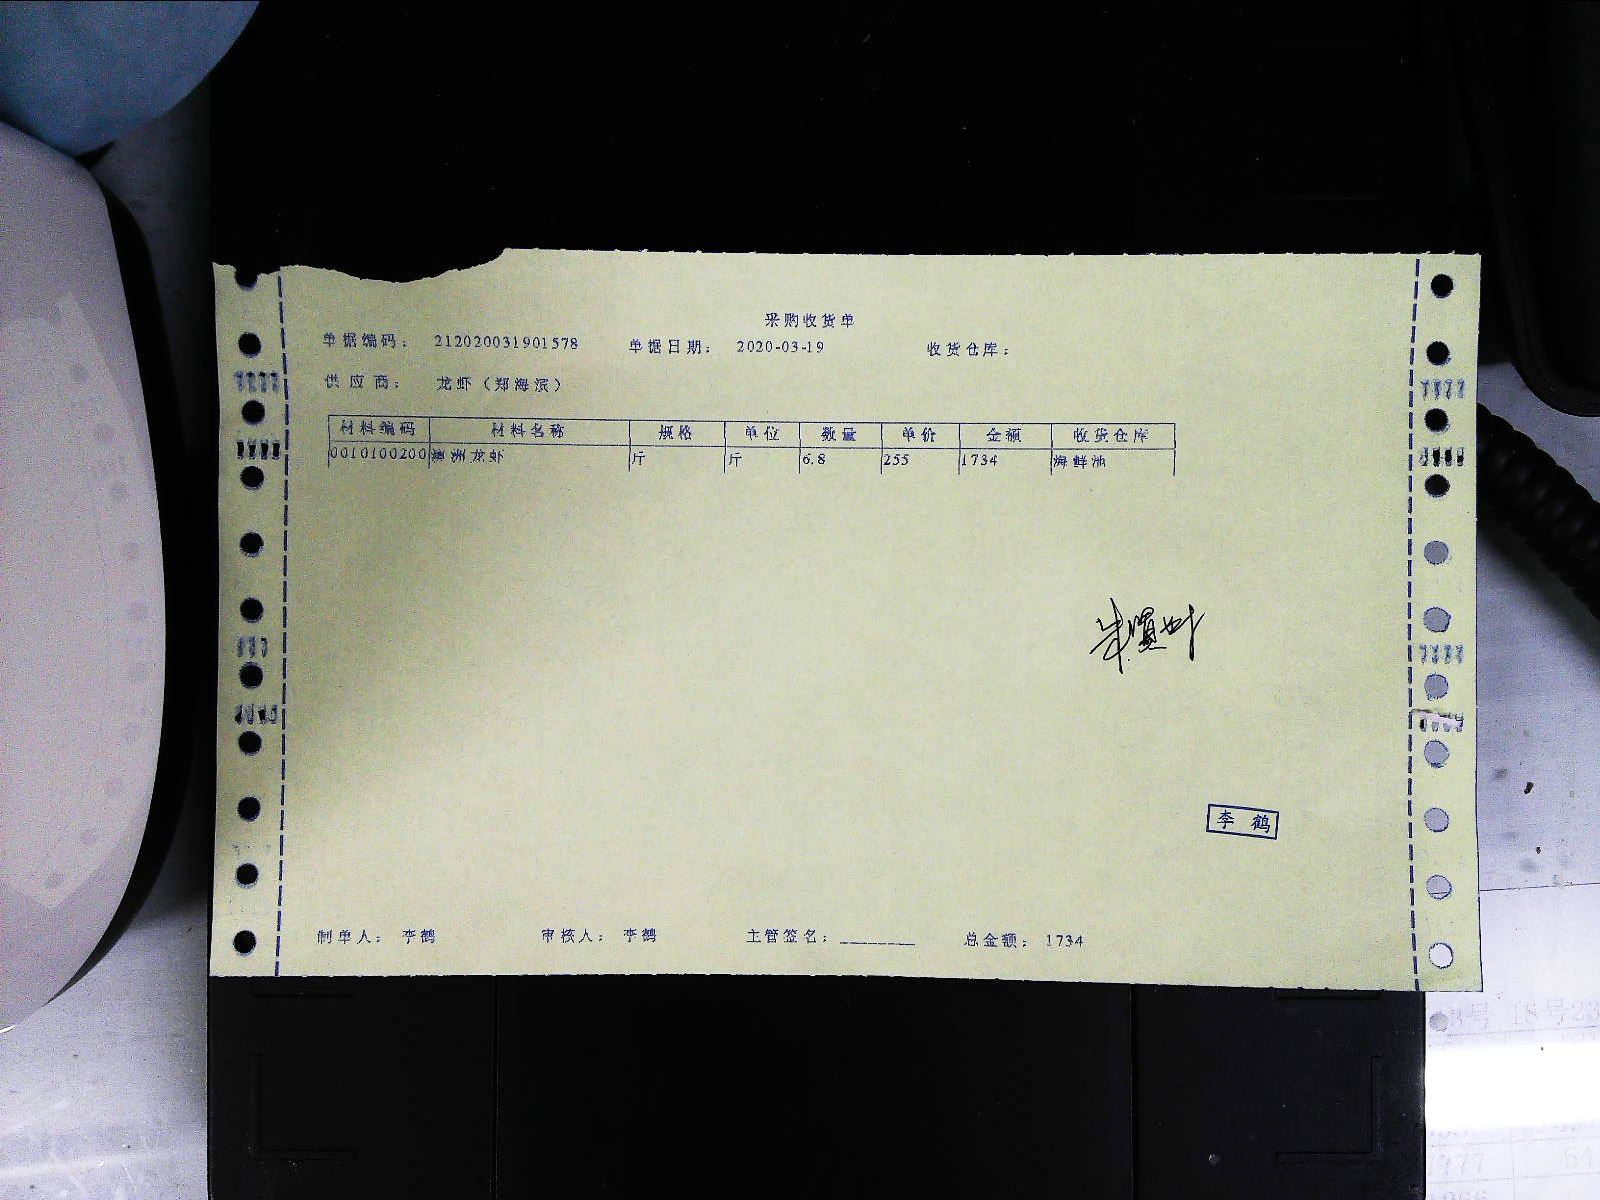 采购收货单
单据编码： 212020031901578 单据日期： 2020-03-19 收货仓库：
供应商： 龙虾（郑海滨）
材料编码 材料名称 规格 单位 数量 单价 金额 收货仓库
0010100200 澳洲龙虾 斤 斤 6.8 255 1734 海鲜池
李鹤
制单人： 李鹤 审核人： 李鹤 主管签名：________ 总金额： 1734